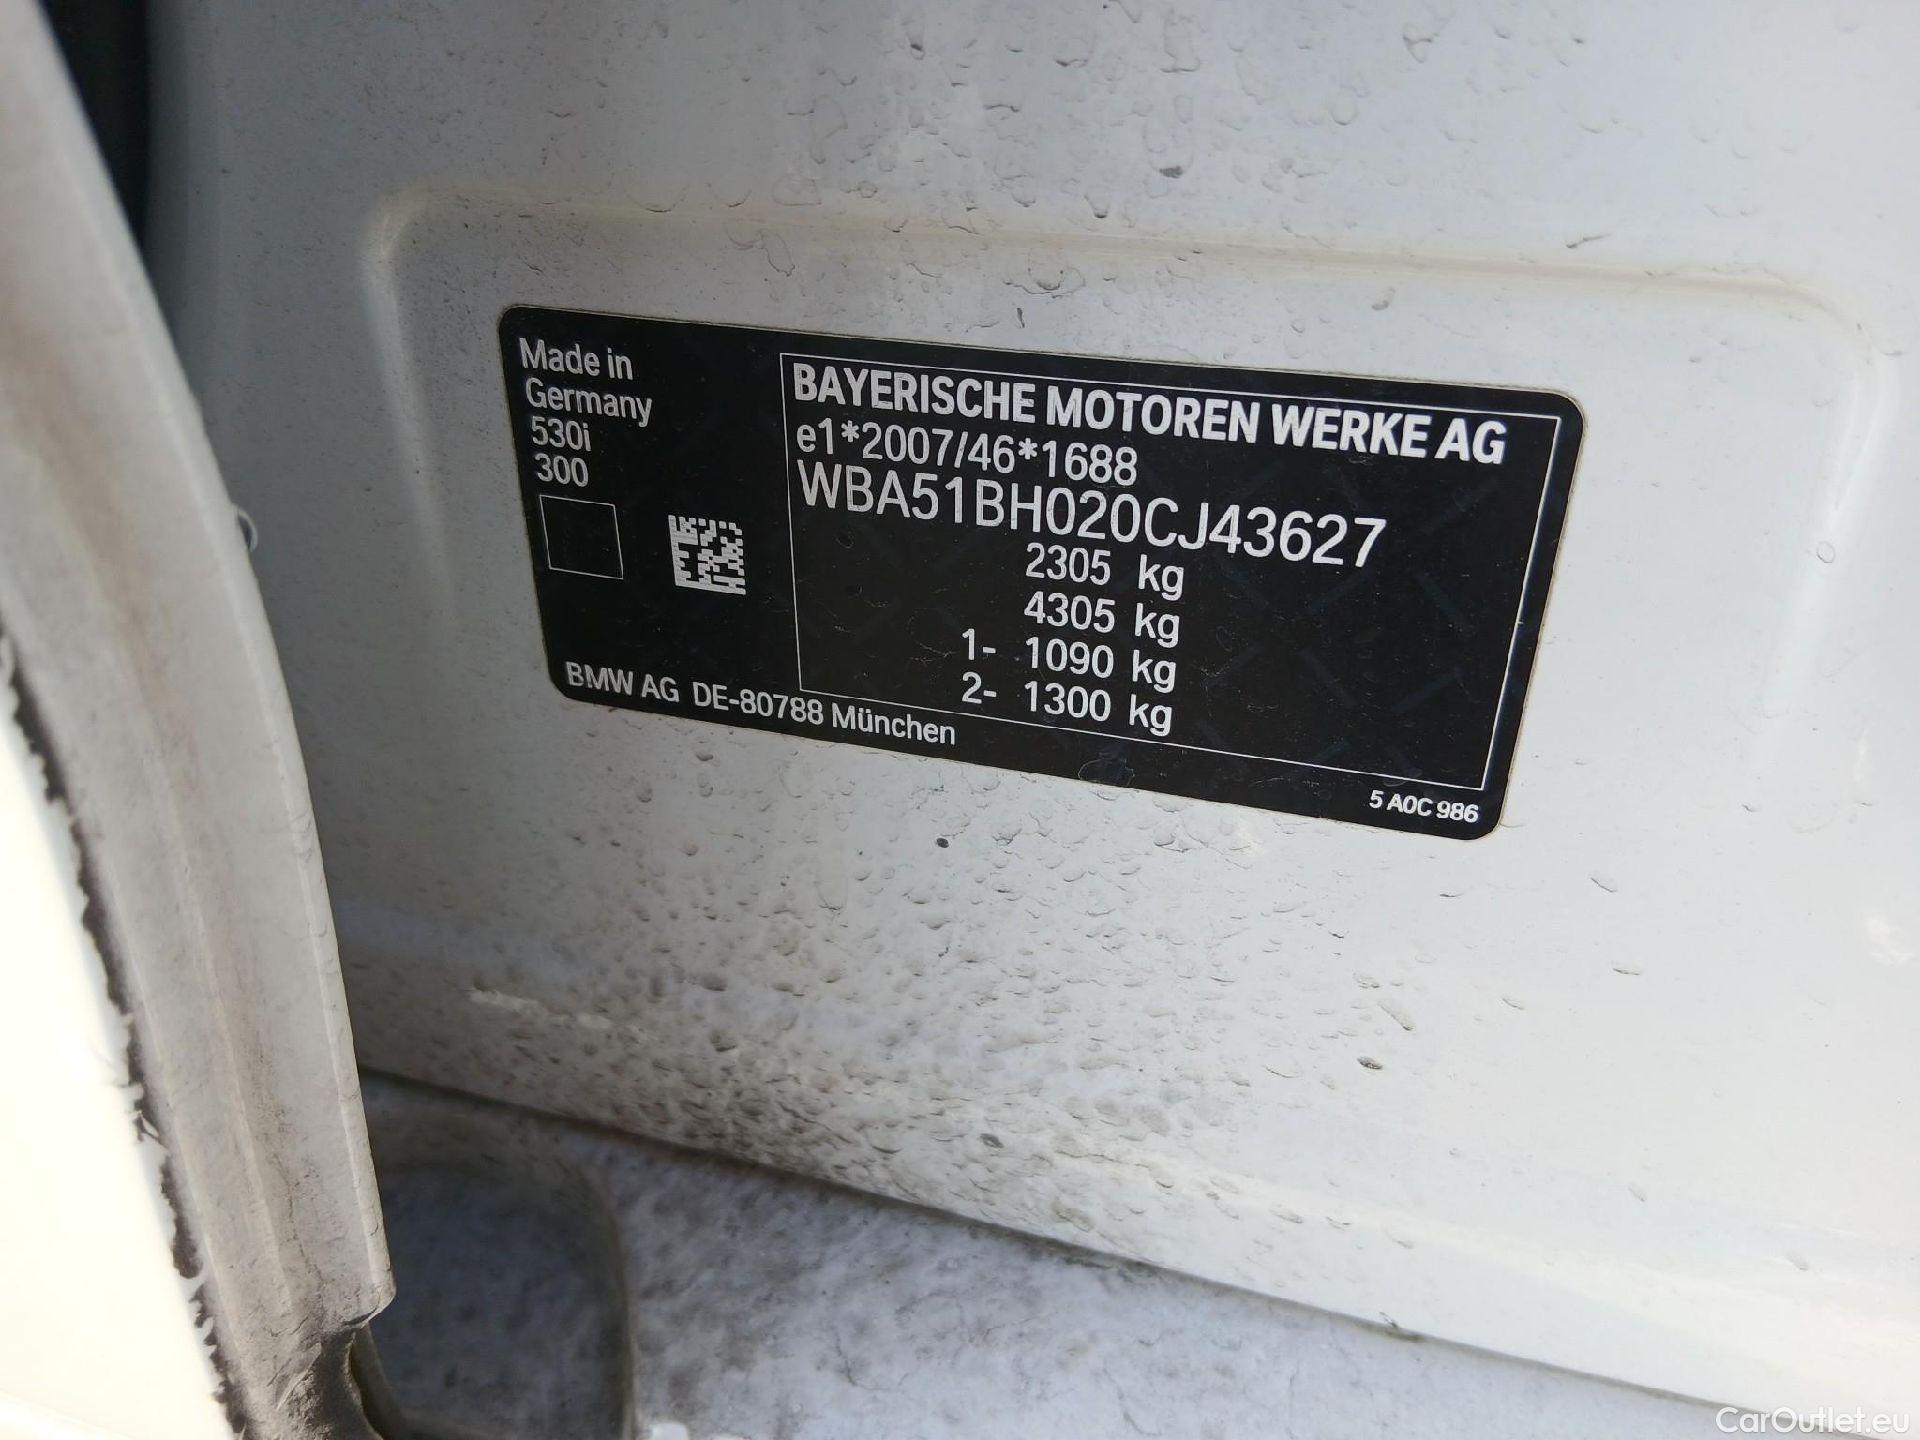 Made in
Germany
530i
300
BAYERISCHE MOTOREN WERKE AG
e1*2007/46*1688
WBA51BH020CJ43627
2305 kg
4305 kg
1- 1090 kg
2- 1300 kg
BMW AG DE-80788 München
5 A0C 986
CarOutlet.eu